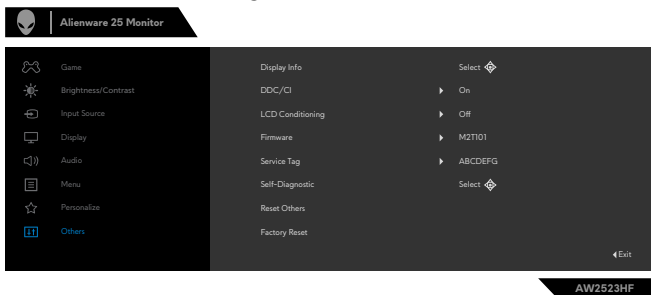 Alienware 25 Monitor
Game
Brightness/Contrast
Input Source
Display
Audio
Menu
Personalize
Others
Display Info Select
DDC/CI On
LCD Conditioning Off
Firmware M2T101
Service Tag ABCDEFG
Self-Diagnostic Select
Reset Others
Factory Reset
Exit
AW2523HF